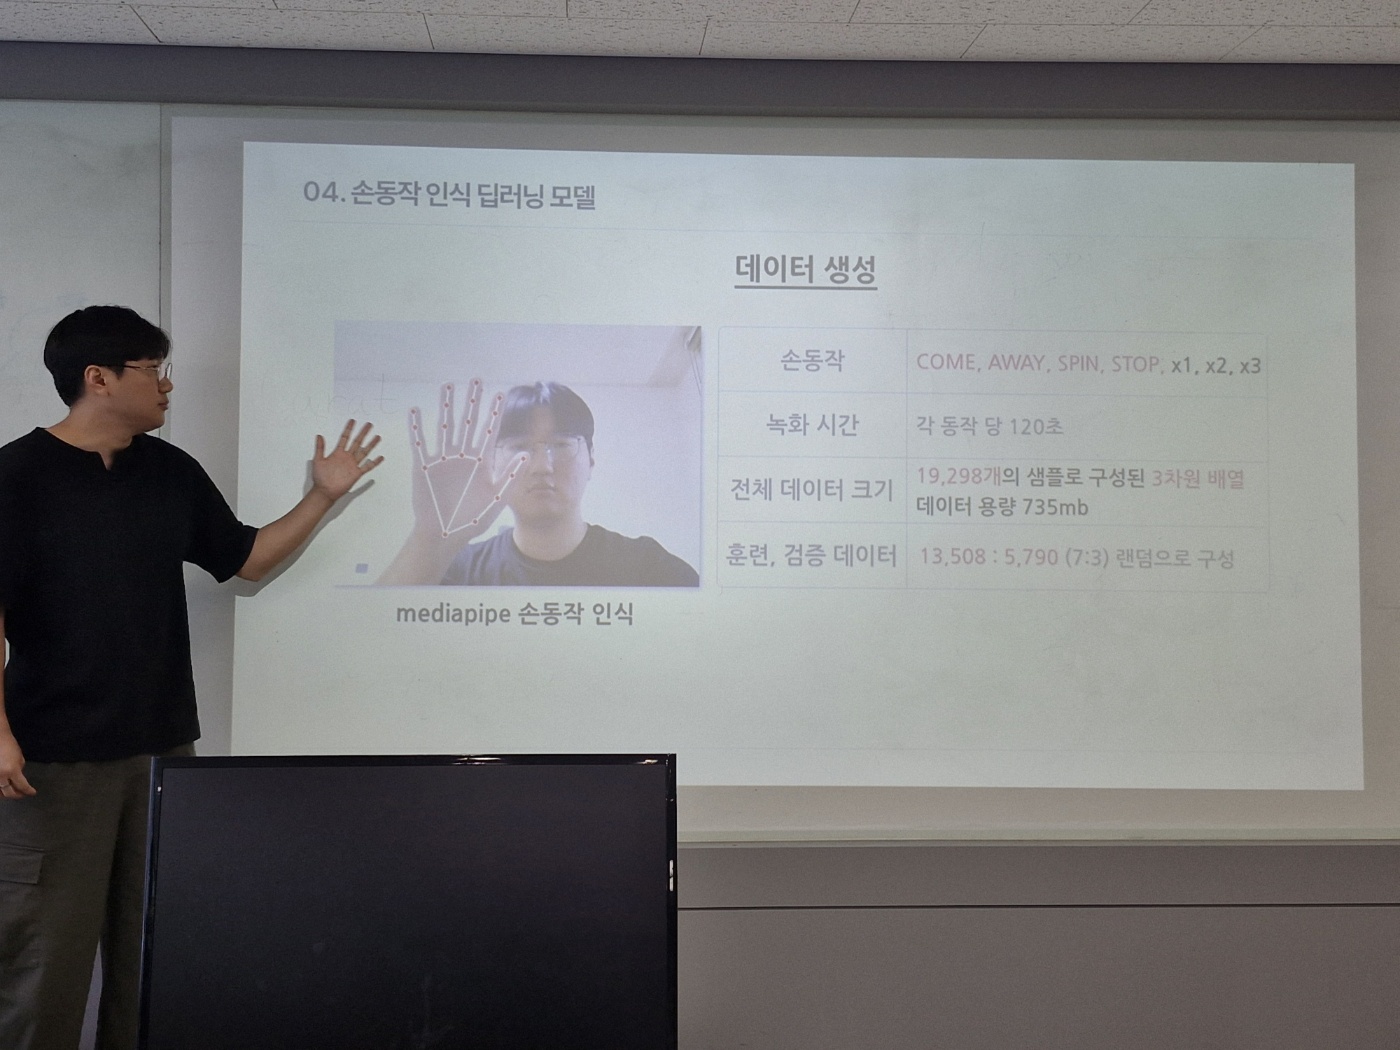 04. 손동작 인식 딥러닝 모델
데이터 생성
손동작 COME, AWAY, SPIN, STOP, x1, x2, x3
녹화 시간 각 동작 당 120초
전체 데이터 크기 19,298개의 샘플로 구성된 3차원 배열
데이터 용량 735mb
훈련, 검증 데이터 13,508 : 5,790 (7:3) 랜덤으로 구성
mediapipe 손동작 인식